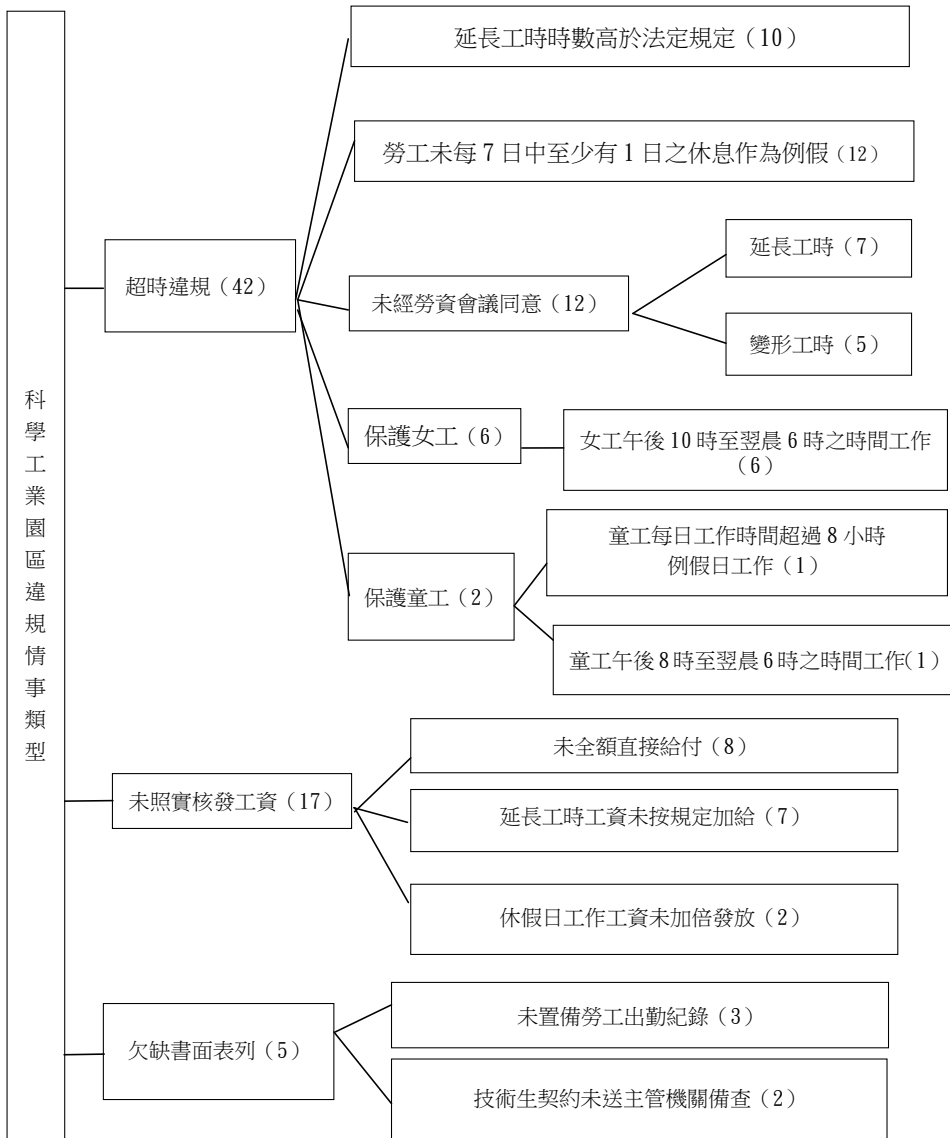 科學工業園區違規情事類型
超時違規（42）
延長工時時數高於法定規定（10）
勞工未每 7 日中至少有 1 日之休息作為例假（12）
未經勞資會議同意（12）
延長工時（7）
變形工時（5）
保護女工（6）
女工午後 10 時至翌晨 6 時之時間工作
（6）
保護童工（2）
童工每日工作時間超過 8 小時
例假日工作（1）
童工午後 8 時至翌晨 6 時之時間工作(1）
未照實核發工資（17）
未全額直接給付（8）
延長工時工資未按規定加給（7）
休假日工作工資未加倍發放（2）
欠缺書面表列（5）
未置備勞工出勤紀錄（3）
技術生契約未送主管機關備查（2）